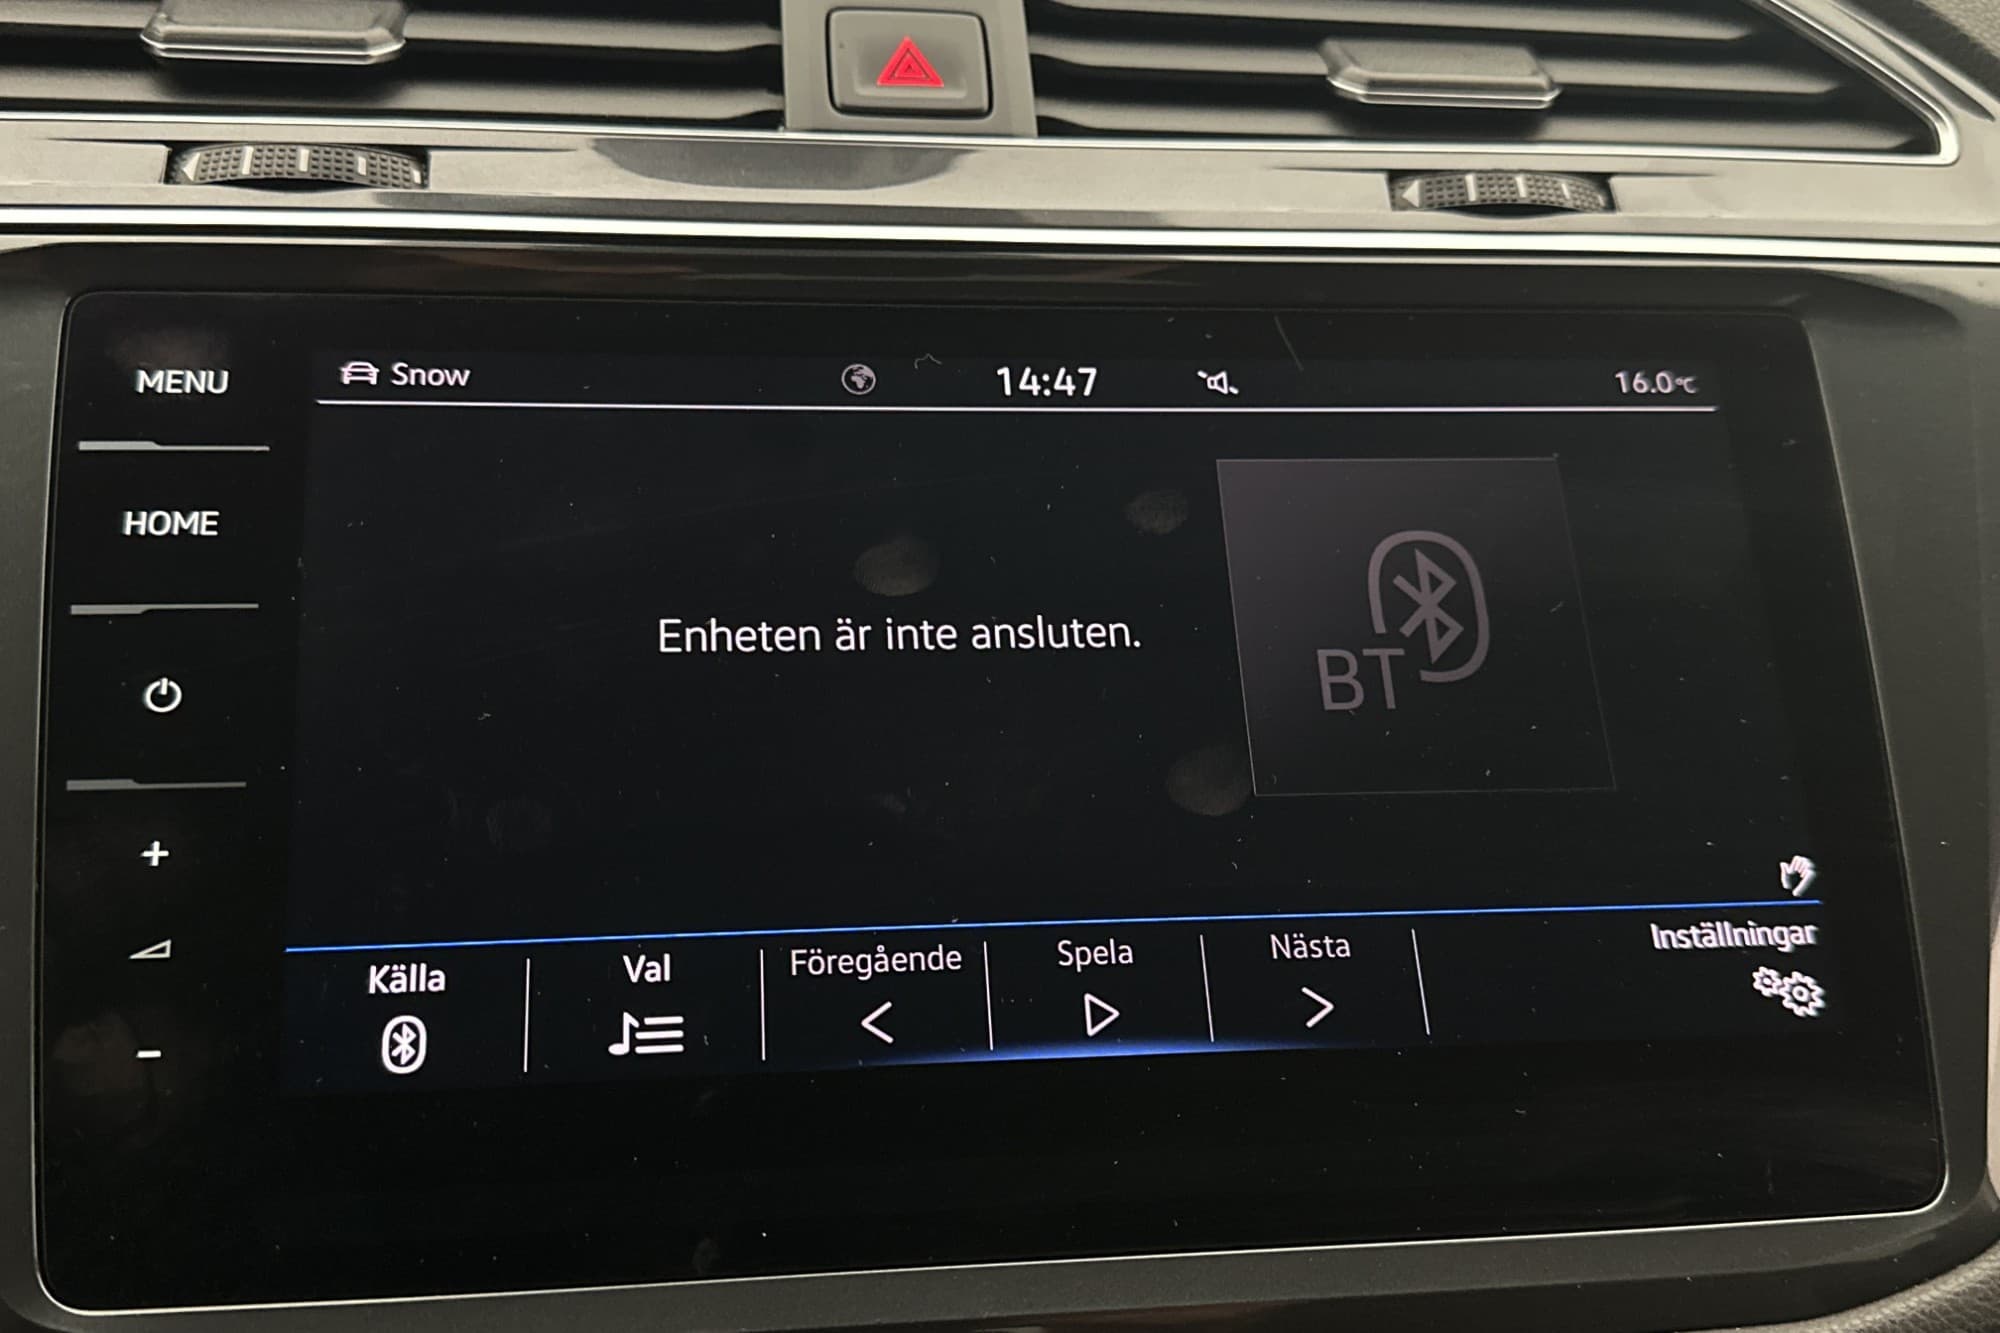 MENU
Snow
14:47
16.0°C
HOME
Enheten är inte ansluten.
BT
Källa
Val
Föregående
Spela
Nästa
Inställningar